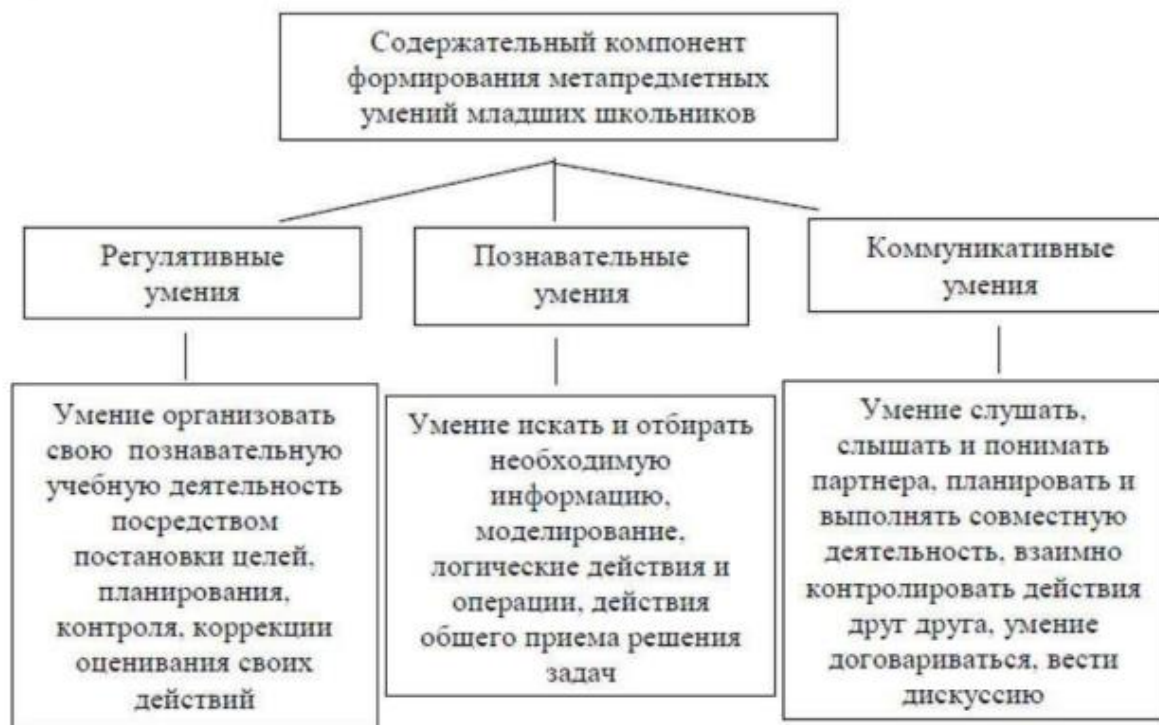 Содержательный компонент
формирования метапредметных
умений младших школьников
Регулятивные
умения
Познавательные
умения
Коммуникативные
умения
Умение организовать
свою познавательную
учебную деятельность
посредством
постановки целей,
планирования,
контроля, коррекции
оценивания своих
действий
Умение искать и отбирать
необходимую
информацию,
моделирование,
логические действия и
операции, действия
общего приема решения
задач
Умение слушать,
слышать и понимать
партнера, планировать и
выполнять совместную
деятельность, взаимно
контролировать действия
друг друга, умение
договариваться, вести
дискуссию